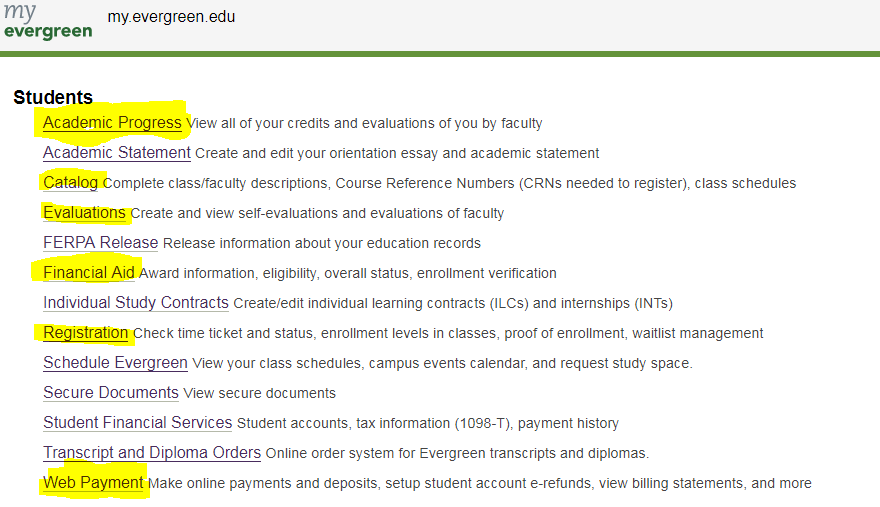 my
evergreen
my.evergreen.edu
Students
Academic Progress View all of your credits and evaluations of you by faculty
Academic Statement Create and edit your orientation essay and academic statement
Catalog Complete class/faculty descriptions, Course Reference Numbers (CRNs needed to register), class schedules
Evaluations Create and view self-evaluations and evaluations of faculty
FERPA Release Release information about your education records
Financial Aid Award information, eligibility, overall status, enrollment verification
Individual Study Contracts Create/edit individual learning contracts (ILCs) and internships (INTs)
Registration Check time ticket and status, enrollment levels in classes, proof of enrollment, waitlist management
Schedule Evergreen View your class schedules, campus events calendar, and request study space.
Secure Documents View secure documents
Student Financial Services Student accounts, tax information (1098-T), payment history
Transcript and Diploma Orders Online order system for Evergreen transcripts and diplomas.
Web Payment Make online payments and deposits, setup student account e-refunds, view billing statements, and more